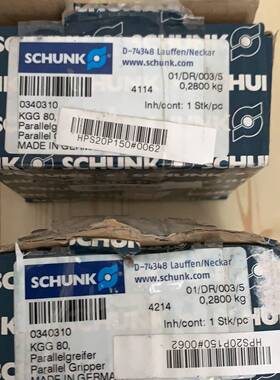 SCHUNK
D-74348 Lauffen/Neckar
www.schunk.com
01/DR/003/5
4114
0,2800 kg
0340310
Inh/cont: 1 Stk/pc
KGG 80,
Parallelg
Parallel
MADE IN
HPS20P150#0062
SCHUNK
D-74348 Lauffen/Neckar
www.schunk.com
01/DR/003/5
4214
0,2800 kg
0340310
Inh/cont: 1 Stk/pc
KGG 80,
Parallelgreifer
Parallel Gripper
MADE IN GERMA
HPS20P150#0062